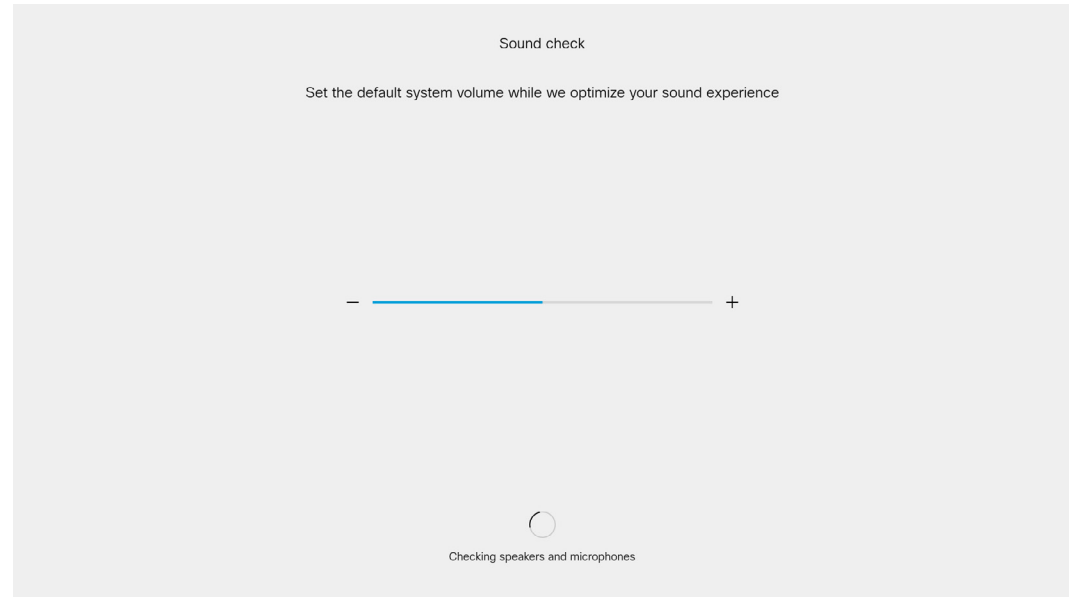 Sound check
Set the default system volume while we optimize your sound experience
Checking speakers and microphones